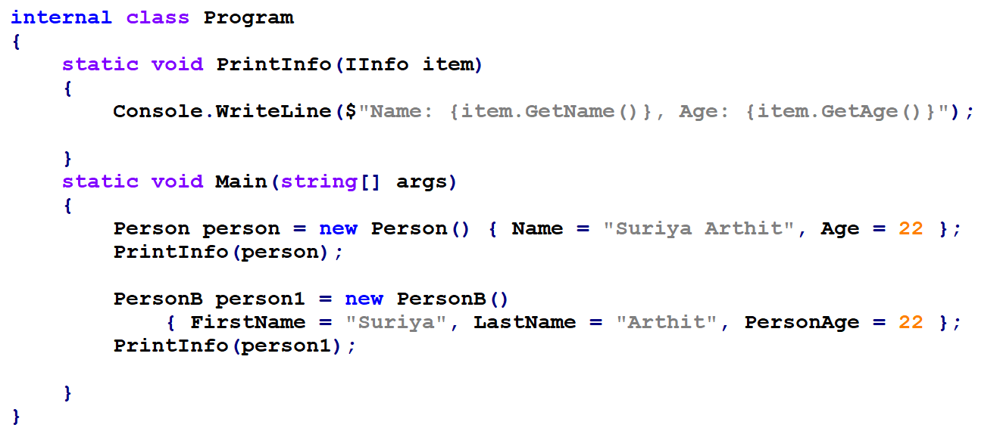 internal class Program
{
    static void PrintInfo(IInfo item)
    {
        Console.WriteLine($"Name: {item.GetName()}, Age: {item.GetAge()}");

    }
    static void Main(string[] args)
    {
        Person person = new Person() { Name = "Suriya Arthit", Age = 22 };
        PrintInfo(person);

        PersonB person1 = new PersonB()
            { FirstName = "Suriya", LastName = "Arthit", PersonAge = 22 };
        PrintInfo(person1);

    }
}